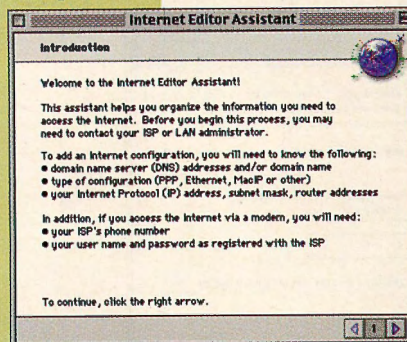 Internet Editor Assistant
Introduction
Welcome to the Internet Editor Assistant!
This assistant helps you organize the information you need to
access the Internet. Before you begin this process, you may
need to contact your ISP or LAN administrator.
To add an Internet configuration, you will need to know the following:
● domain name server (DNS) addresses and/or domain name
● type of configuration (PPP, Ethernet, MacIP or other)
● your Internet Protocol (IP) address, subnet mask, router addresses
In addition, if you access the Internet via a modem, you will need:
● your ISP's phone number
● your user name and password as registered with the ISP
To continue, click the right arrow.
1